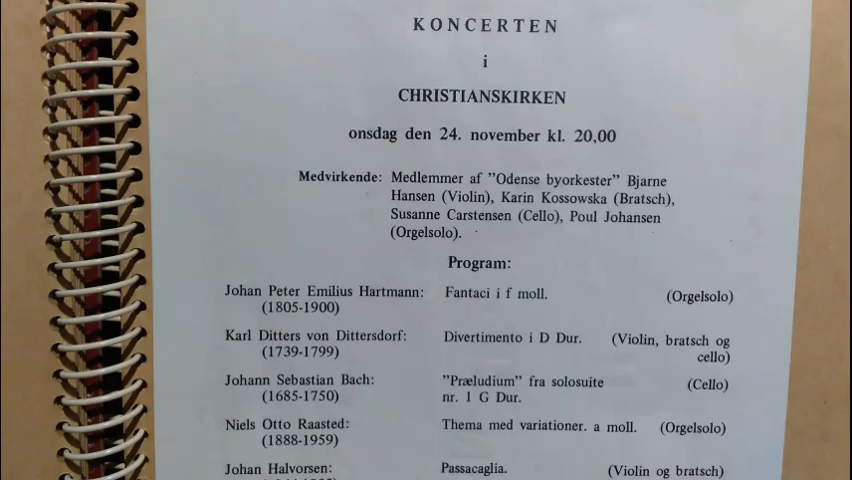 KONCERTEN
i
CHRISTIANSKIRKEN
onsdag den 24. november kl. 20,00
Medvirkende: Medlemmer af "Odense byorkester" Bjarne
Hansen (Violin), Karin Kossowska (Bratsch),
Susanne Carstensen (Cello), Poul Johansen
(Orgelsolo).
Program:
Johan Peter Emilius Hartmann: Fantaci i f moll. (Orgelsolo)
(1805-1900)
Karl Ditters von Dittersdorf: Divertimento i D Dur. (Violin, bratsch og
(1739-1799) cello)
Johann Sebastian Bach: "Præludium" fra solosuite (Cello)
(1685-1750) nr. 1 G Dur.
Niels Otto Raasted: Thema med variationer. a moll. (Orgelsolo)
(1888-1959)
Johan Halvorsen: Passacaglia. (Violin og bratsch)